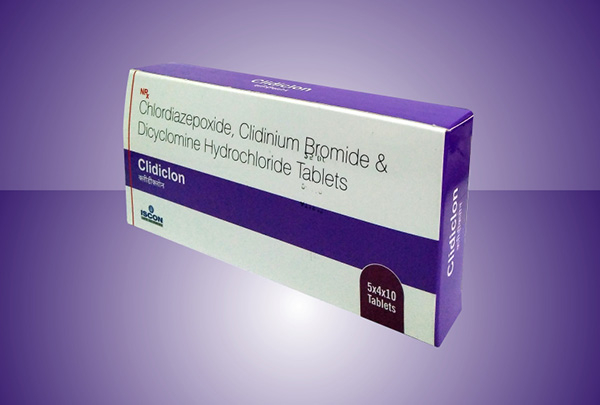 Clidiclon
NRx
Chlordiazepoxide, Clidinium Bromide &
Dicyclomine Hydrochloride Tablets
Clidiclon
क्लीडीक्लोन
ISCON
5x4x10
Tablets
Clidiclon
क्लीडीक्लोन